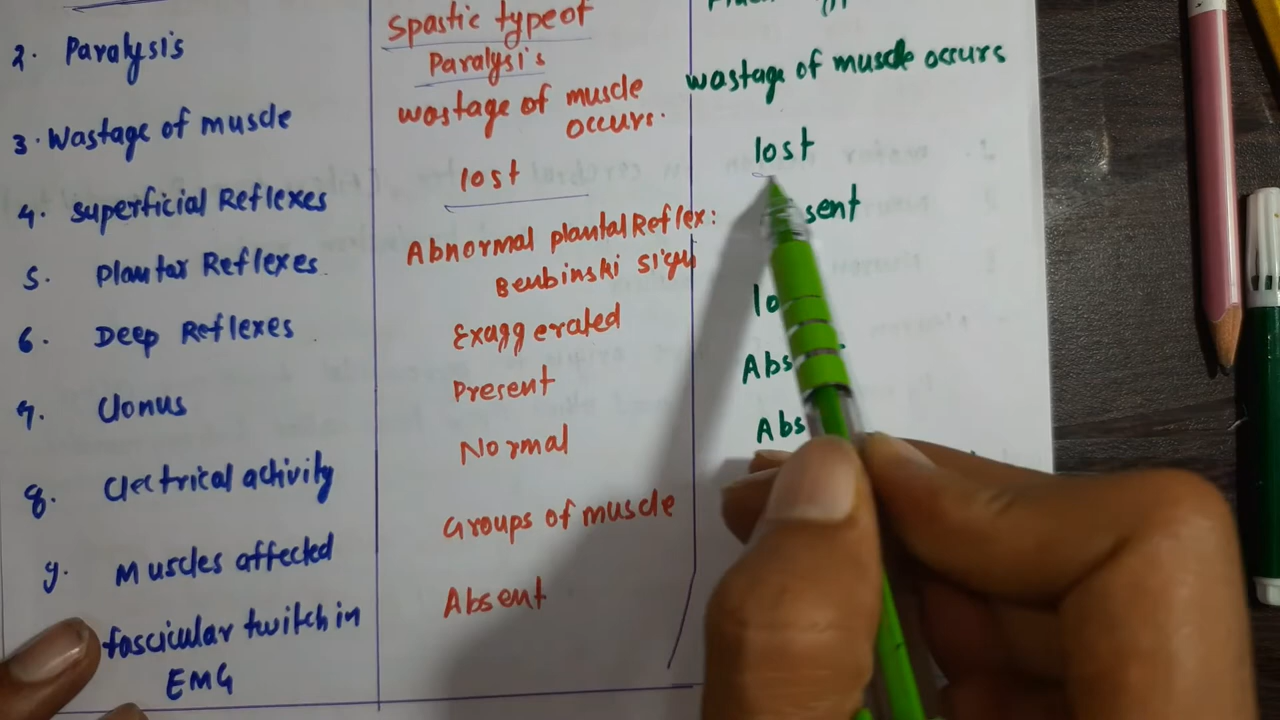 2. Paralysis
3. Wastage of muscle
4. Superficial Reflexes
5. Plantar Reflexes
6. Deep Reflexes
7. Clonus
8. Electrical activity
9. Muscles affected
fascicular twitch in
EMG
Spastic type of
Paralysis
wastage of muscle
occurs.
lost
Abnormal plantal Reflex:
Beubinski sign
Exaggerated
Present
Normal
Groups of muscle
Absent
wastage of muscle occurs
lost